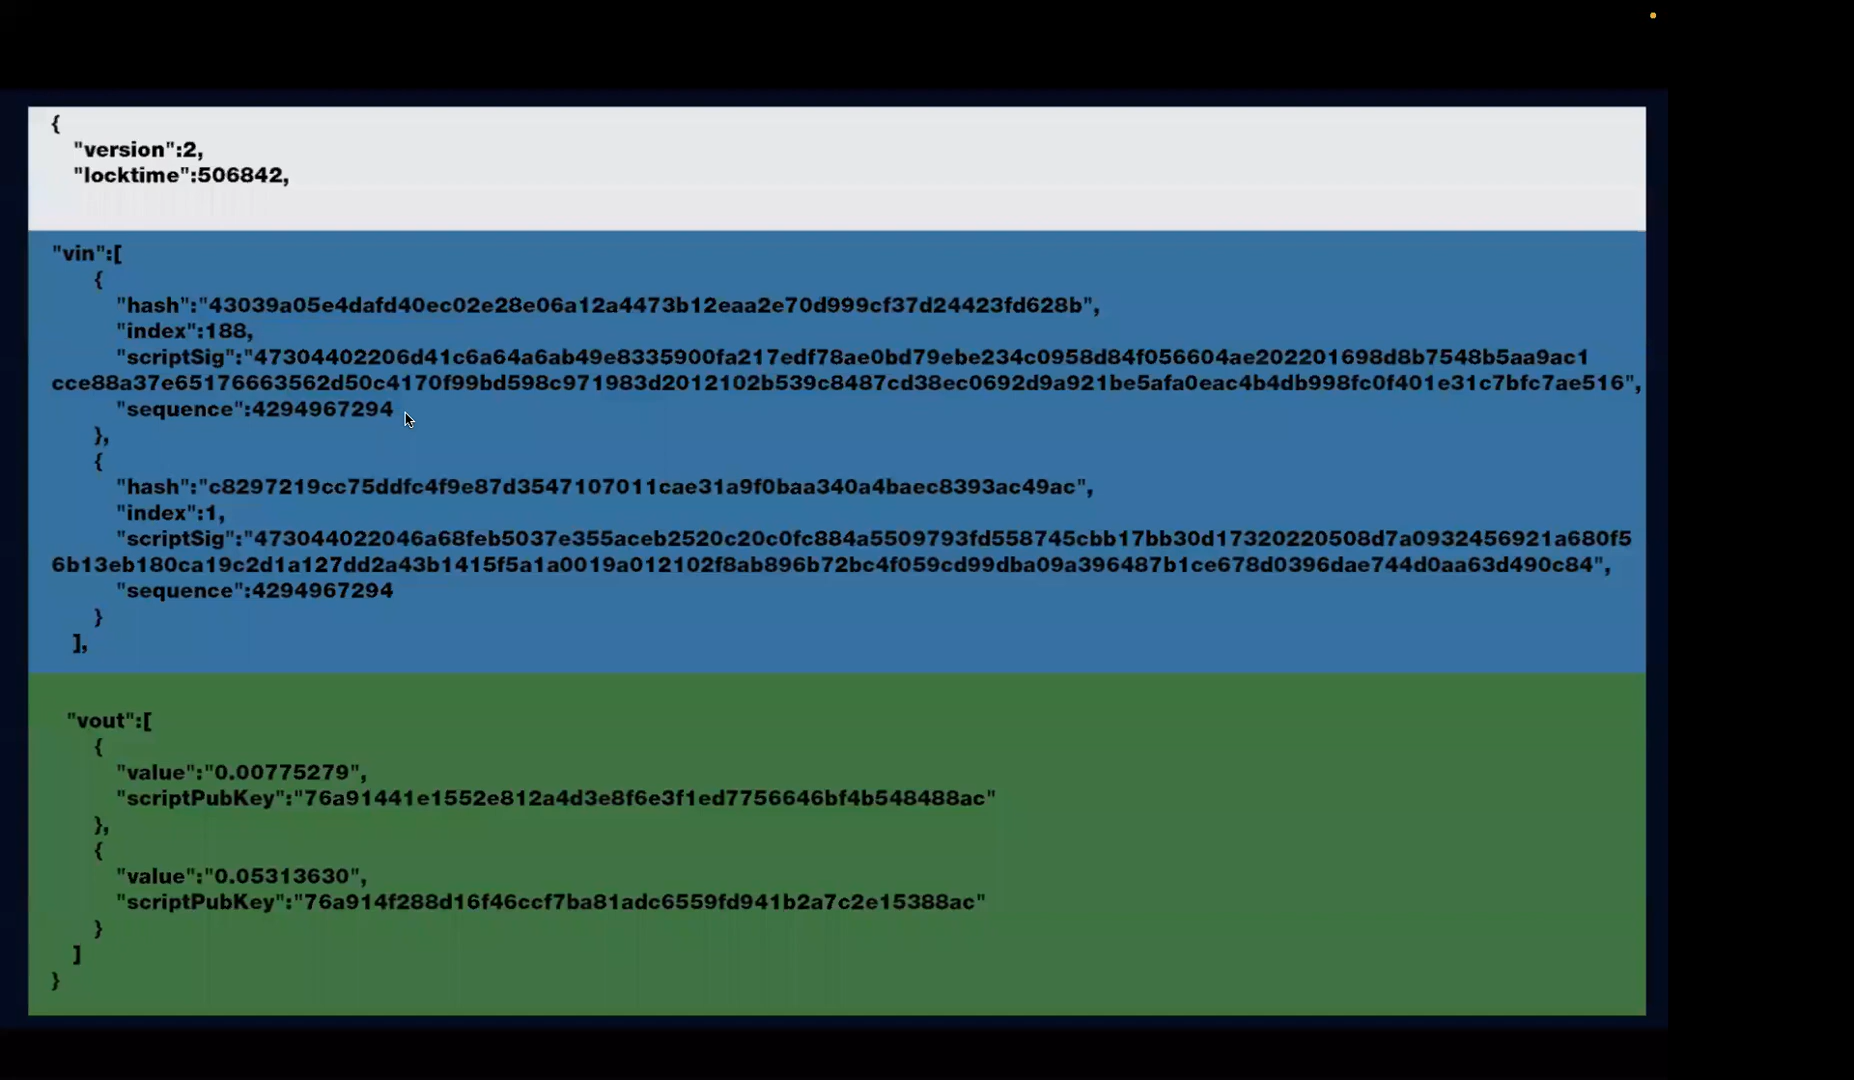 {
"version":2,
"locktime":506842,
"vin":[
{
"hash":"43039a05e4dafd40ec02e28e06a12a4473b12eaa2e70d999cf37d24423fd628b",
"index":188,
"scriptSig":"47304402206d41c6a64a6ab49e8335900fa217edf78ae0bd79ebe234c0958d84f056604ae202201698d8b7548b5aa9ac1
cce88a37e65176663562d50c4170f99bd598c971983d2012102b539c8487cd38ec0692d9a921be5afa0eac4b4db998fc0f401e31c7bfc7ae516",
"sequence":4294967294
},
{
"hash":"c8297219cc75ddfc4f9e87d3547107011cae31a9f0baa340a4baec8393ac49ac",
"index":1,
"scriptSig":"473044022046a68feb5037e355aceb2520c20c0fc884a5509793fd558745cbb17bb30d17320220508d7a0932456921a680f5
6b13eb180ca19c2d1a127dd2a43b1415f5a1a0019a012102f8ab896b72bc4f059cd99dba09a396487b1ce678d0396dae744d0aa63d490c84",
"sequence":4294967294
}
],
"vout":[
{
"value":"0.00775279",
"scriptPubKey":"76a91441e1552e812a4d3e8f6e3f1ed7756646bf4b548488ac"
},
{
"value":"0.05313630",
"scriptPubKey":"76a914f288d16f46ccf7ba81adc6559fd941b2a7c2e15388ac"
}
]
}